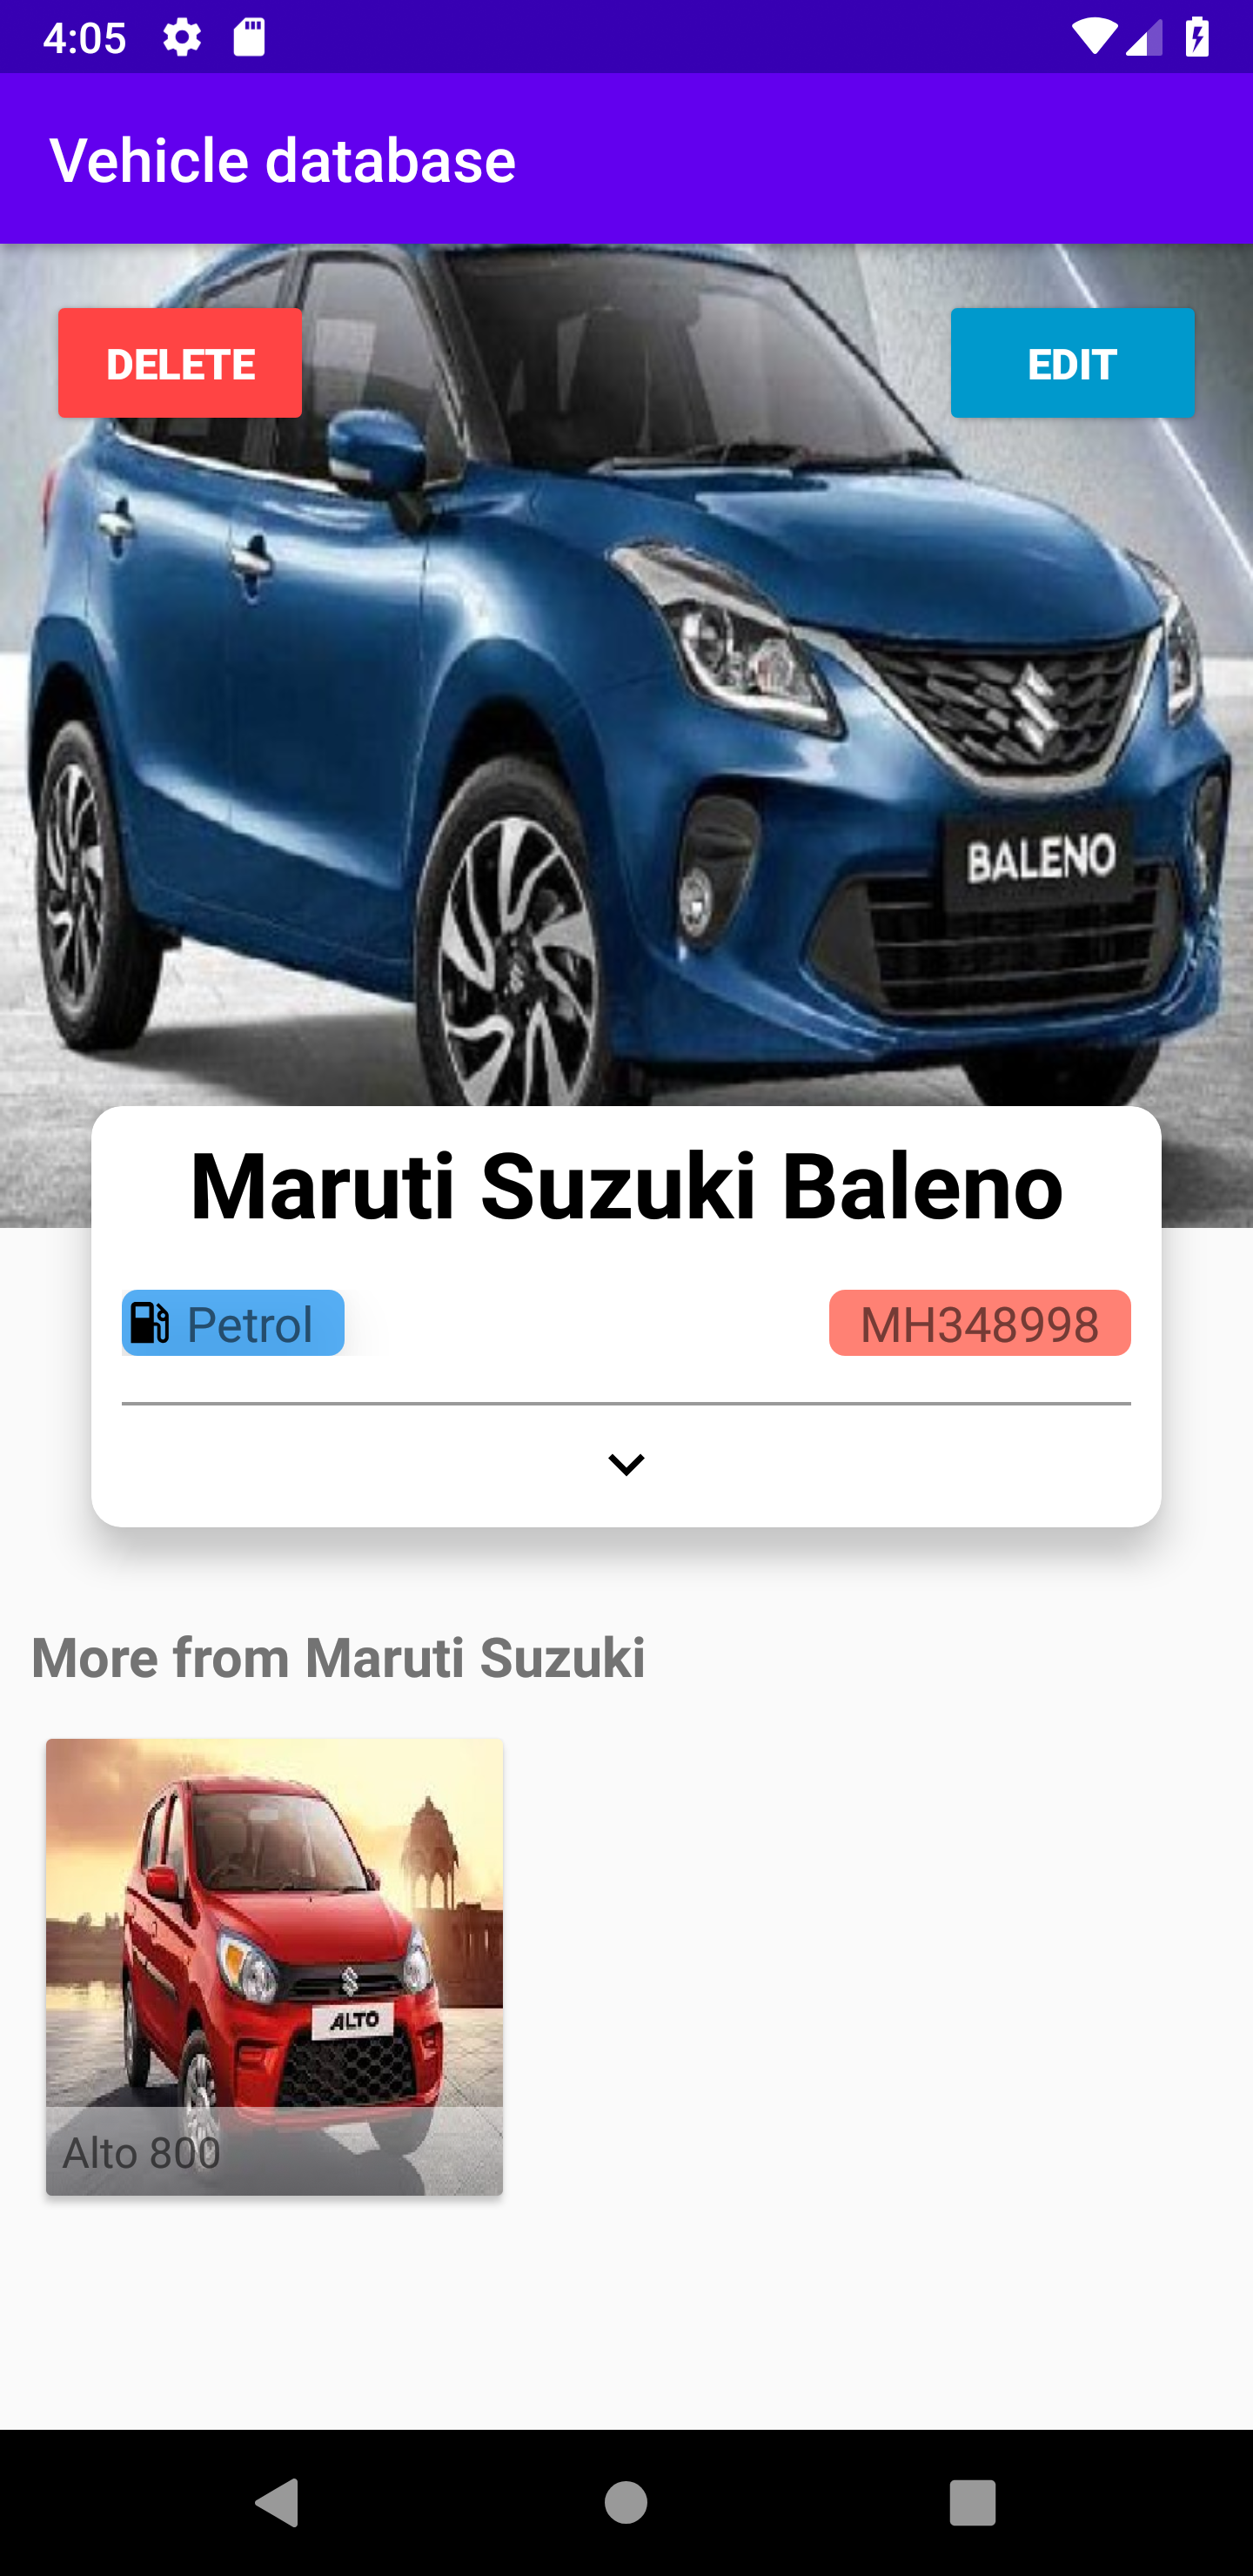 4:05
Vehicle database
DELETE
EDIT
BALENO
Maruti Suzuki Baleno
Petrol
MH348998
More from Maruti Suzuki
ALTO
Alto 800